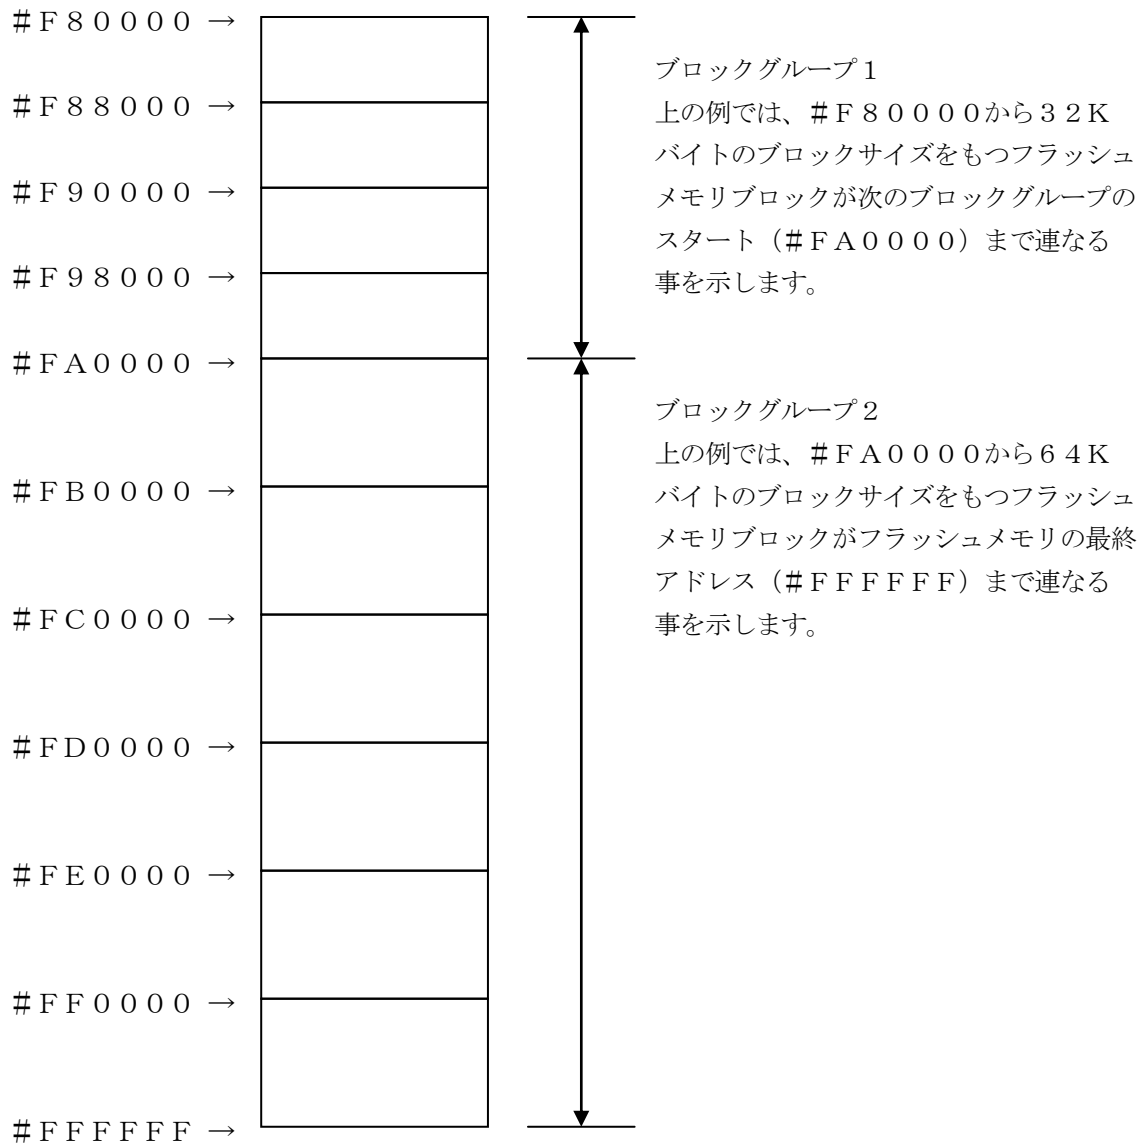 ＃Ｆ８００００ →
ブロックグループ１
＃Ｆ８８０００ →
上の例では、＃Ｆ８００００から３２Ｋ
バイトのブロックサイズをもつフラッシュ
＃Ｆ９００００ →
メモリブロックが次のブロックグループの
スタート（＃ＦＡ００００）まで連なる
＃Ｆ９８０００ →
事を示します。
＃ＦＡ００００ →
ブロックグループ２
上の例では、＃ＦＡ００００から６４Ｋ
＃ＦＢ００００ →
バイトのブロックサイズをもつフラッシュ
メモリブロックがフラッシュメモリの最終
アドレス（＃ＦＦＦＦＦＦ）まで連なる
＃ＦＣ００００ →
事を示します。
＃ＦＤ００００ →
＃ＦＥ００００ →
＃ＦＦ００００ →
＃ＦＦＦＦＦＦ →